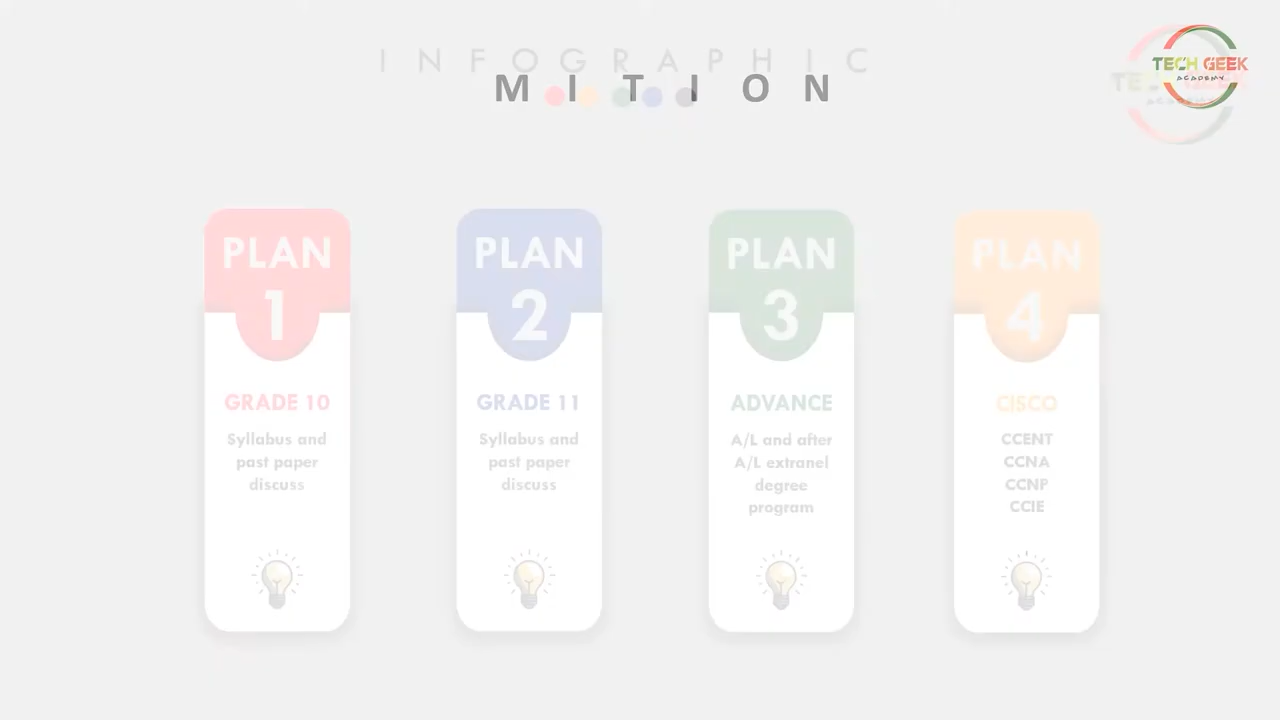 INFOGRAPHIC
MITION
TECH GEEK
ACADEMY
PLAN
1
GRADE 10
Syllabus and
past paper
discuss
PLAN
2
GRADE 11
Syllabus and
past paper
discuss
PLAN
3
ADVANCE
A/L and after
A/L extranel
degree
program
PLAN
4
CISCO
CCENT
CCNA
CCNP
CCIE